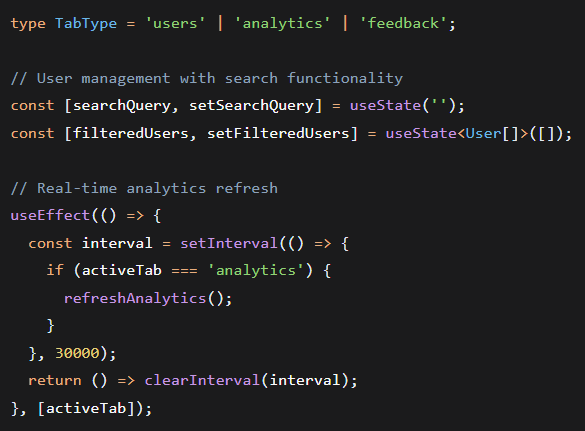 type TabType = 'users' | 'analytics' | 'feedback';
// User management with search functionality
const [searchQuery, setSearchQuery] = useState('');
const [filteredUsers, setFilteredUsers] = useState<User[]>([]);
// Real-time analytics refresh
useEffect(() => {
  const interval = setInterval(() => {
    if (activeTab === 'analytics') {
      refreshAnalytics();
    }
  }, 30000);
  return () => clearInterval(interval);
}, [activeTab]);